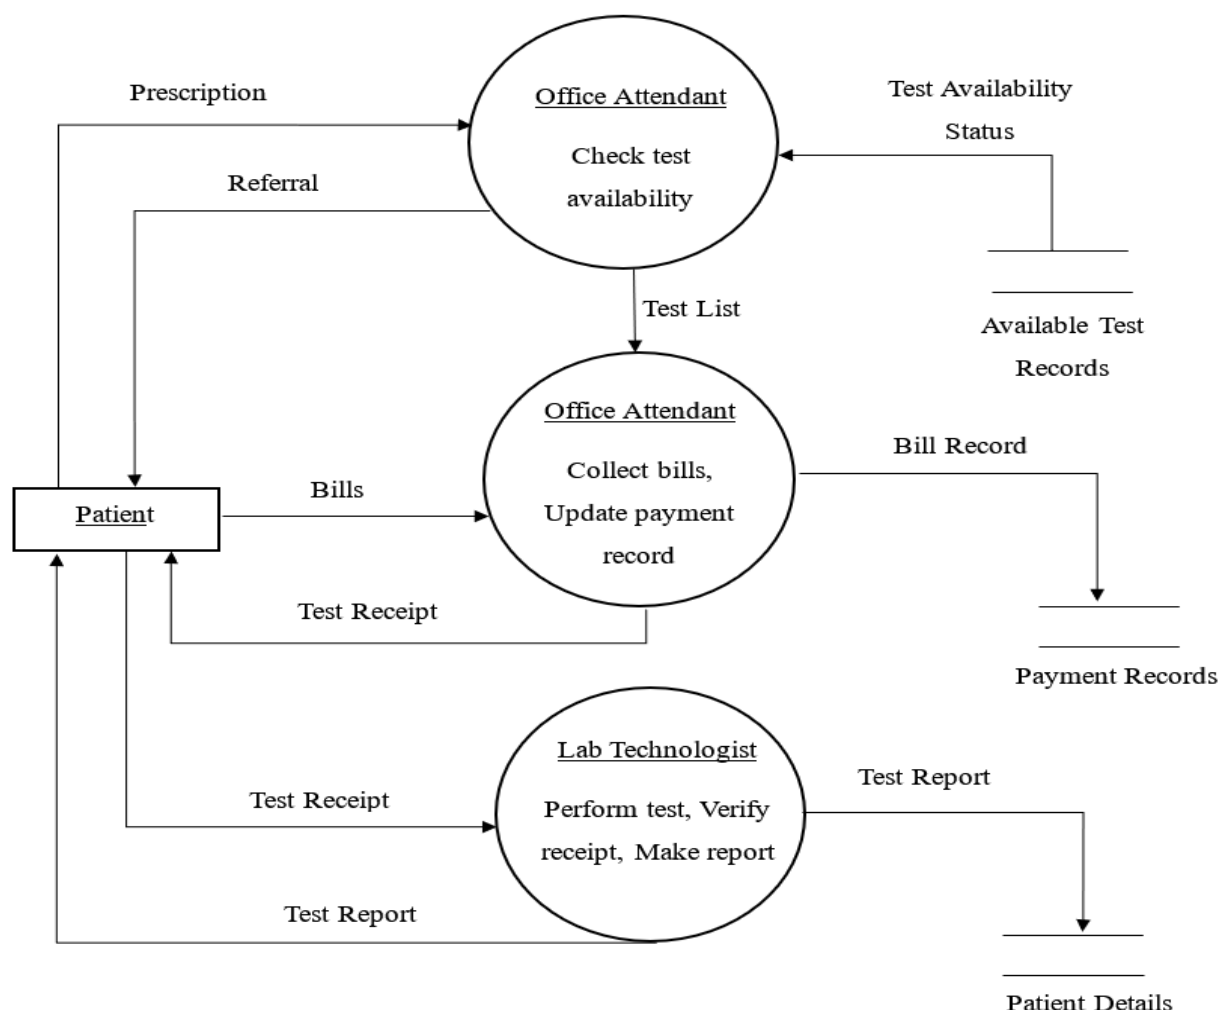 Prescription
Office Attendant
Check test
availability
Test Availability
Status
Referral
Test List
Available Test
Records
Office Attendant
Collect bills,
Update payment
record
Bill Record
Bills
Patient
Test Receipt
Payment Records
Lab Technologist
Perform test, Verify
receipt, Make report
Test Report
Test Receipt
Test Report
Patient Details